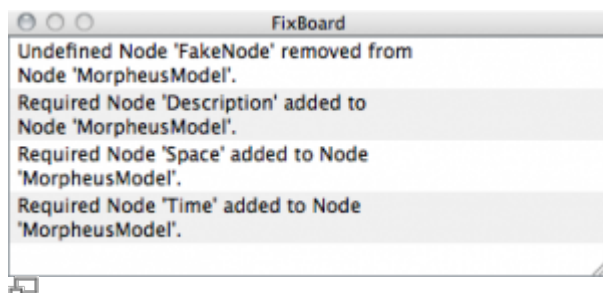 FixBoard
Undefined Node 'FakeNode' removed from
Node 'MorpheusModel'.
Required Node 'Description' added to
Node 'MorpheusModel'.
Required Node 'Space' added to Node
'MorpheusModel'.
Required Node 'Time' added to Node
'MorpheusModel'.